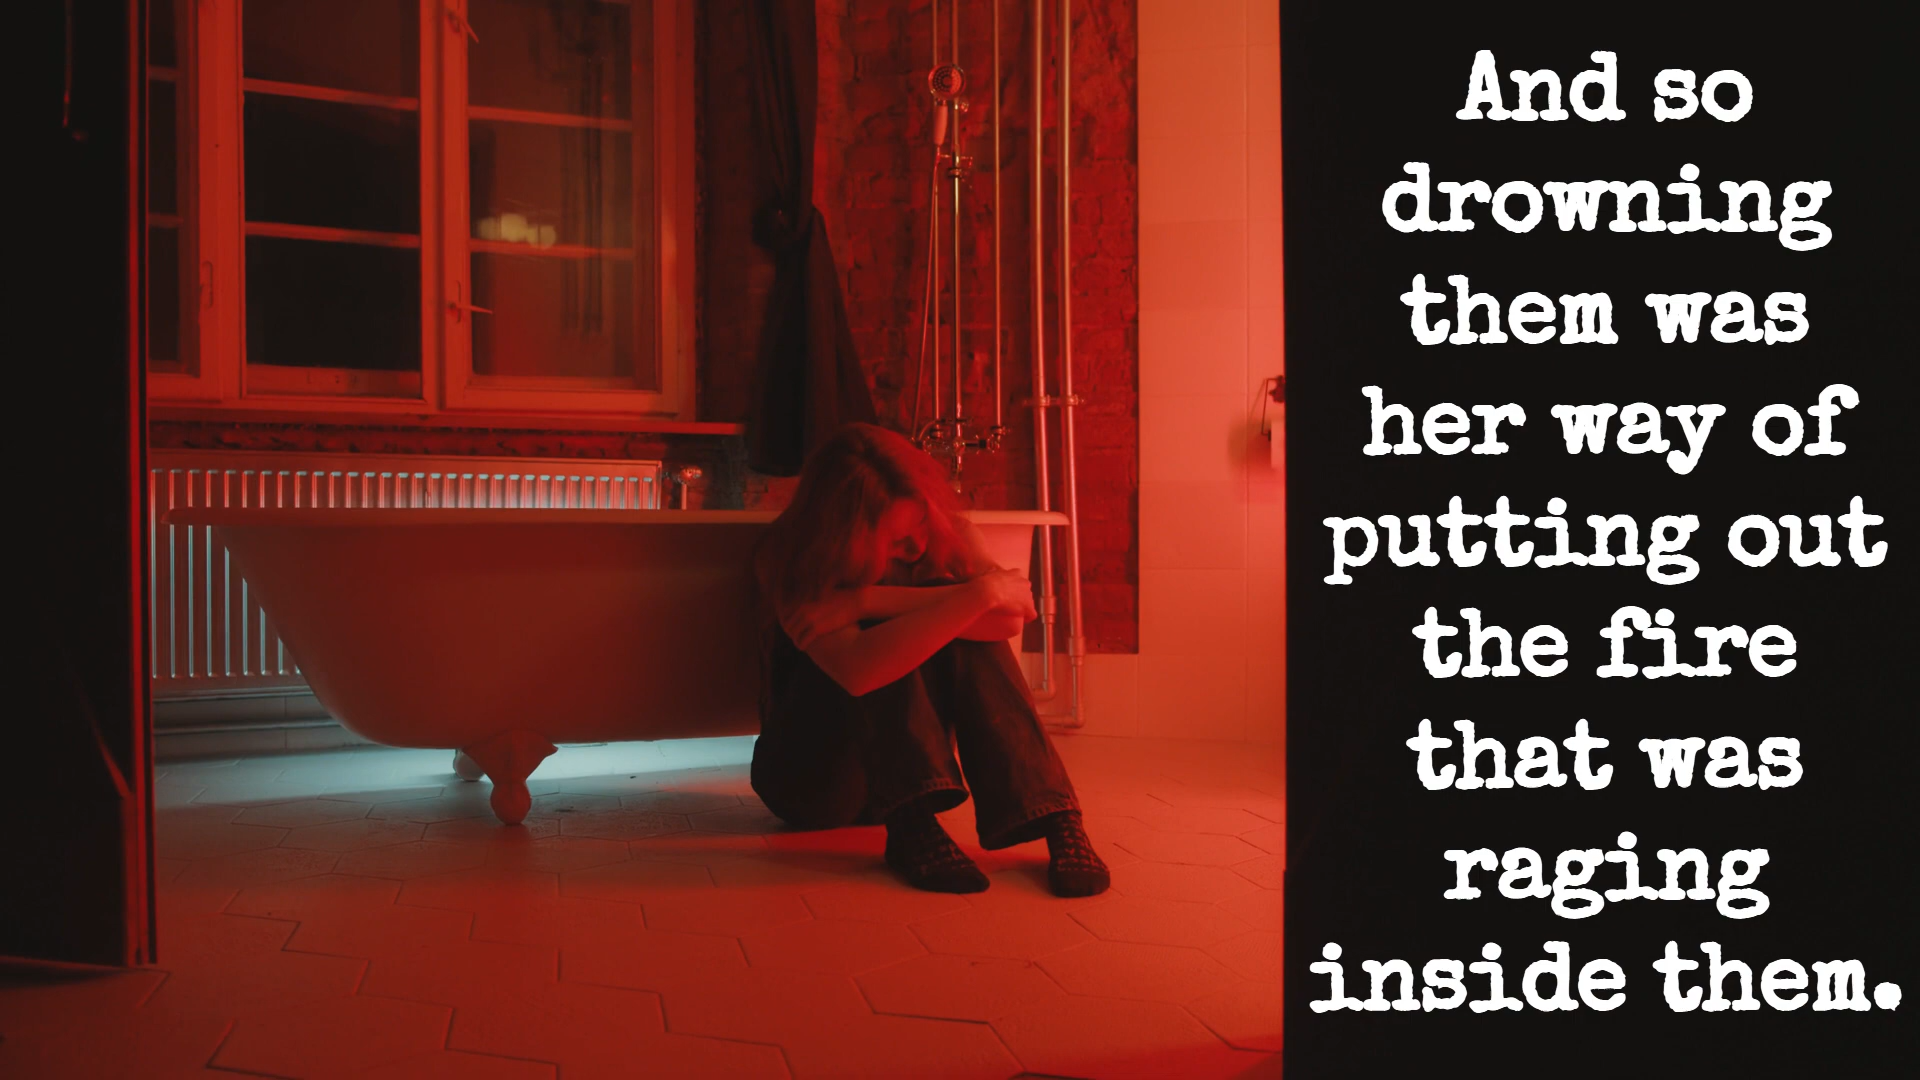 And so
drowning
them was
her way of
putting out
the fire
that was
raging
inside them.